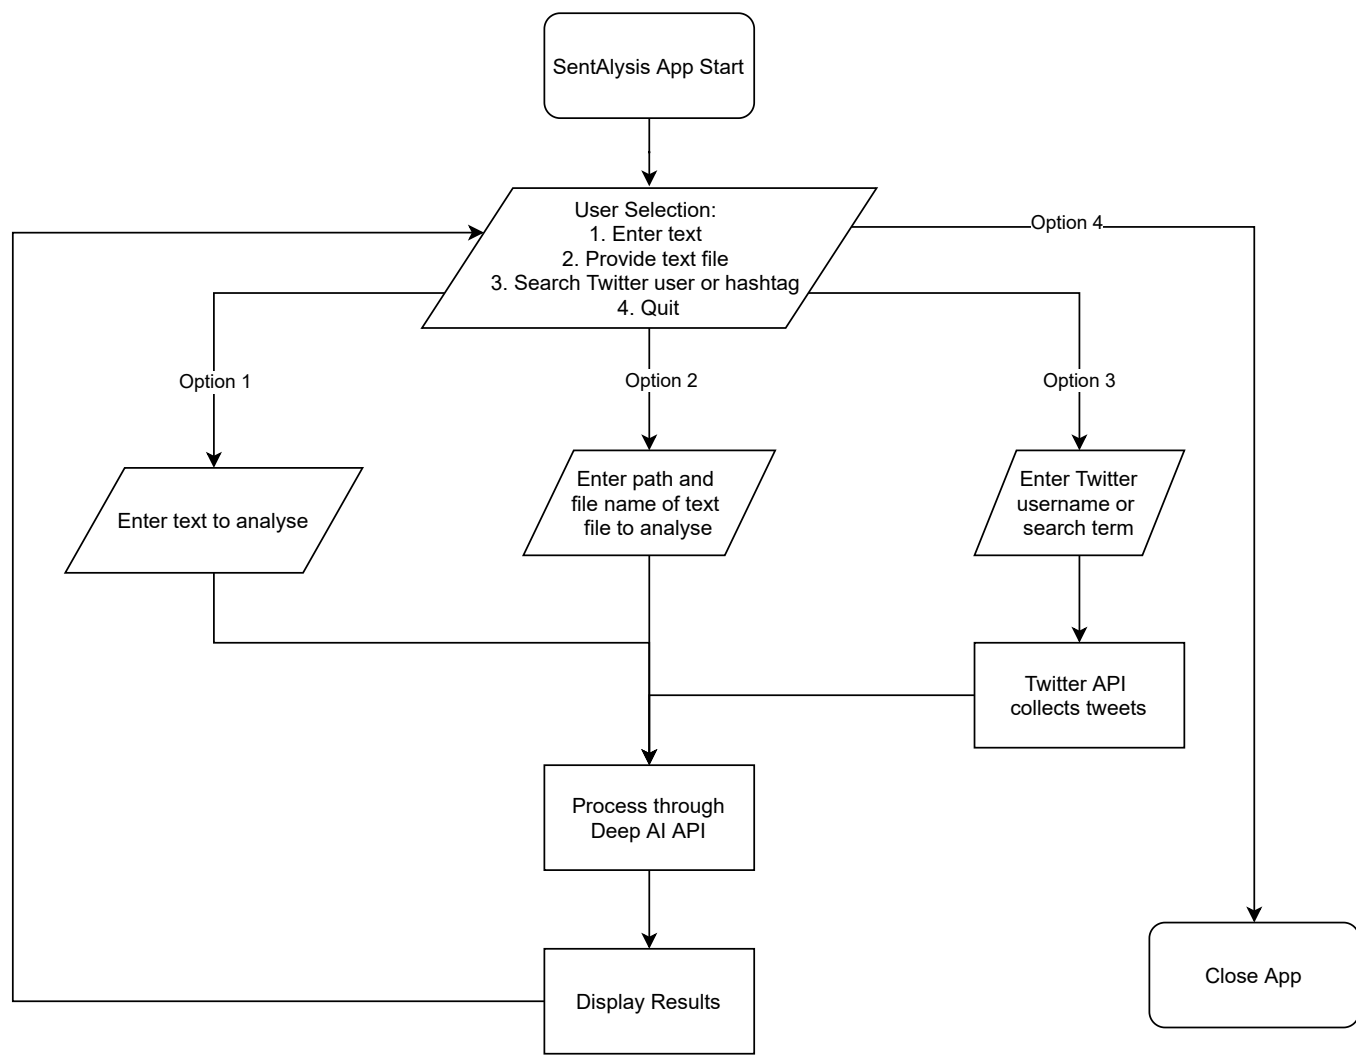 SentAlysis App Start
User Selection:
1. Enter text
2. Provide text file
3. Search Twitter user or hashtag
4. Quit
Option 4
Option 1
Option 2
Option 3
Enter text to analyse
Enter path and
file name of text
file to analyse
Enter Twitter
username or
search term
Twitter API
collects tweets
Process through
Deep AI API
Display Results
Close App